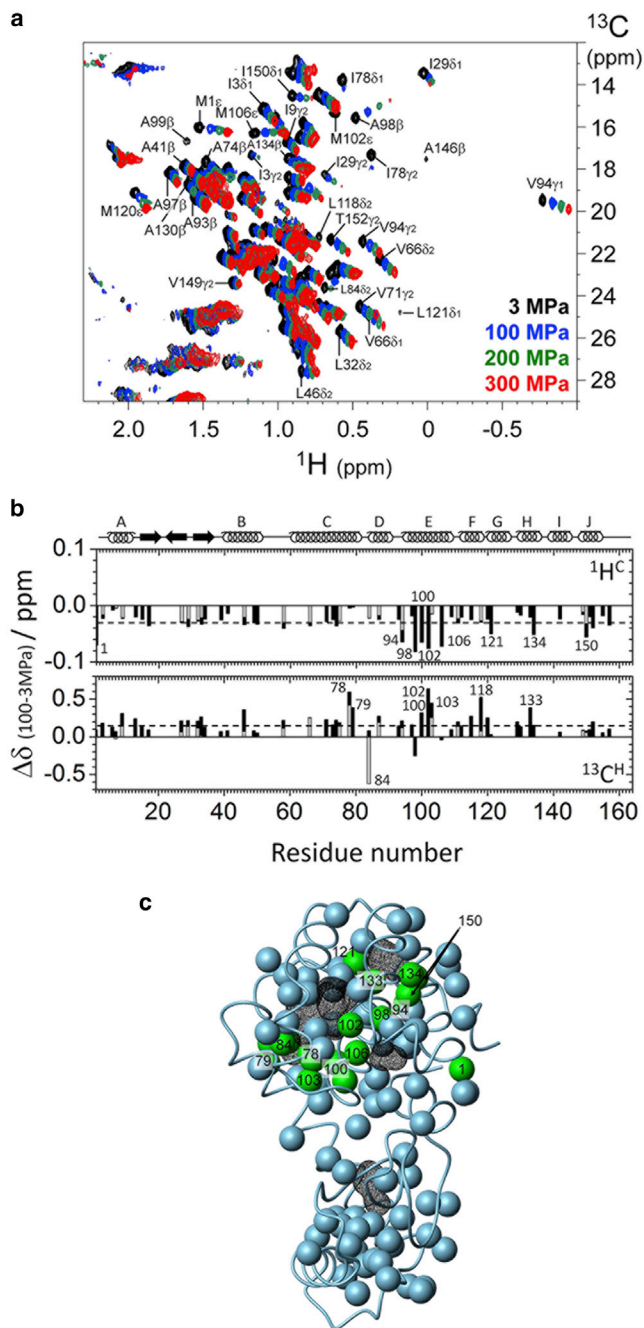 a
13C
(ppm)
I150δ1
I78δ1
I29δ1
I3δ1
M1ε
M106ε
I9γ2
A99β
M102ε
A98β
A41β
A74β
A134β
A146β
I3γ2
I29γ2
I78γ2
V94γ1
M120ε
A97β
A130β
A93β
L118δ2
T152γ2
V94γ2
V66δ2
V149γ2
L84δ2
V71γ2
L121δ1
V66δ1
L32δ2
L46δ2
3 MPa
100 MPa
200 MPa
300 MPa
14
16
18
20
22
24
26
28
2.0
1.5
1.0
0.5
0
-0.5
1H (ppm)
b
A B C D E F G H I J
0.1
0.0
-0.1
1HC
1
94
98
100
102
106
121
134
150
0.5
0.0
-0.5
78
79
84
102
100
103
118
133
13CH
Δδ (100-3MPa) / ppm
20 40 60 80 100 120 140 160
Residue number
c
150
121
134
133
98
94
102
84
79
78
106
100
103
1